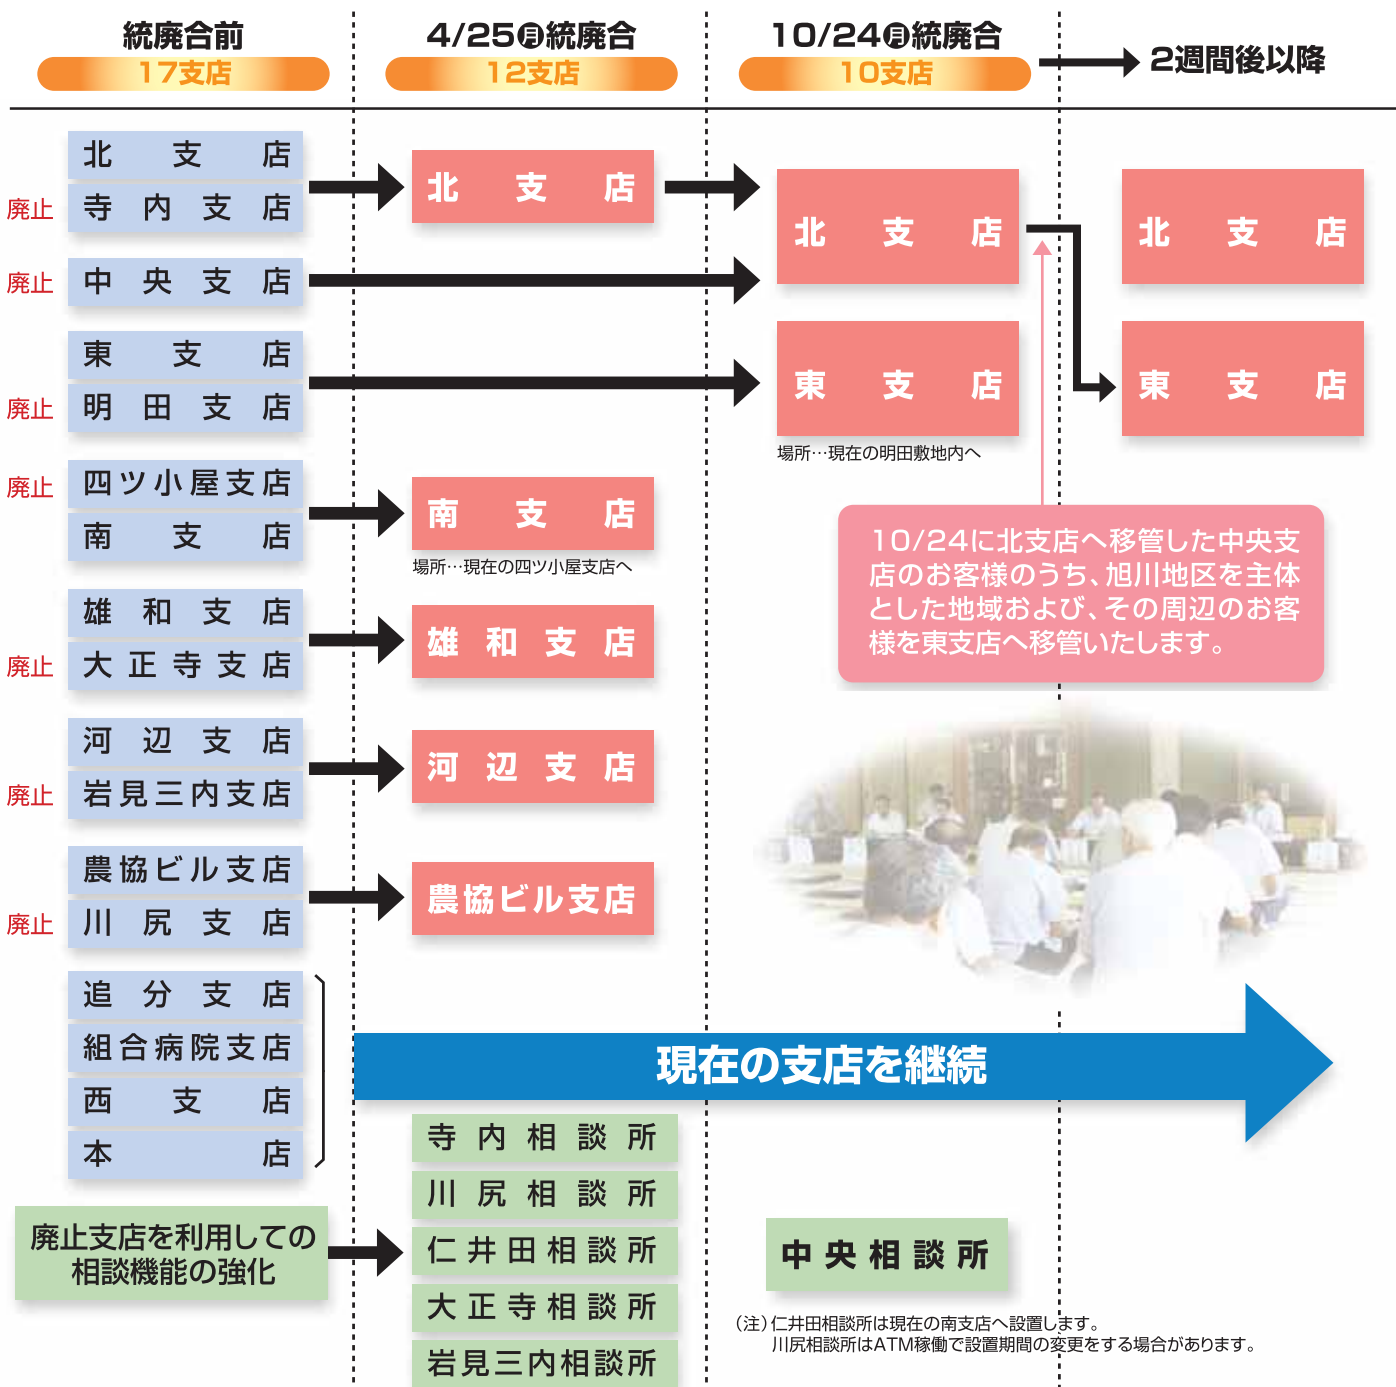 統廃合前
17支店
4/25㊊統廃合
12支店
10/24㊊統廃合
10支店
2週間後以降
北支店
廃止
寺内支店
廃止
中央支店
東支店
廃止
明田支店
廃止
四ツ小屋支店
南支店
雄和支店
廃止
大正寺支店
河辺支店
廃止
岩見三内支店
農協ビル支店
廃止
川尻支店
追分支店
組合病院支店
西支店
本店
北支店
南支店
場所…現在の四ツ小屋支店へ
雄和支店
河辺支店
農協ビル支店
北支店
東支店
場所…現在の明田敷地内へ
北支店
東支店
10/24に北支店へ移管した中央支
店のお客様のうち、旭川地区を主体
とした地域および、その周辺のお客
様を東支店へ移管いたします。
現在の支店を継続
廃止支店を利用しての
相談機能の強化
寺内相談所
川尻相談所
仁井田相談所
大正寺相談所
岩見三内相談所
中央相談所
（注）仁井田相談所は現在の南支店へ設置します。
川尻相談所はATM稼働で設置期間の変更をする場合があります。